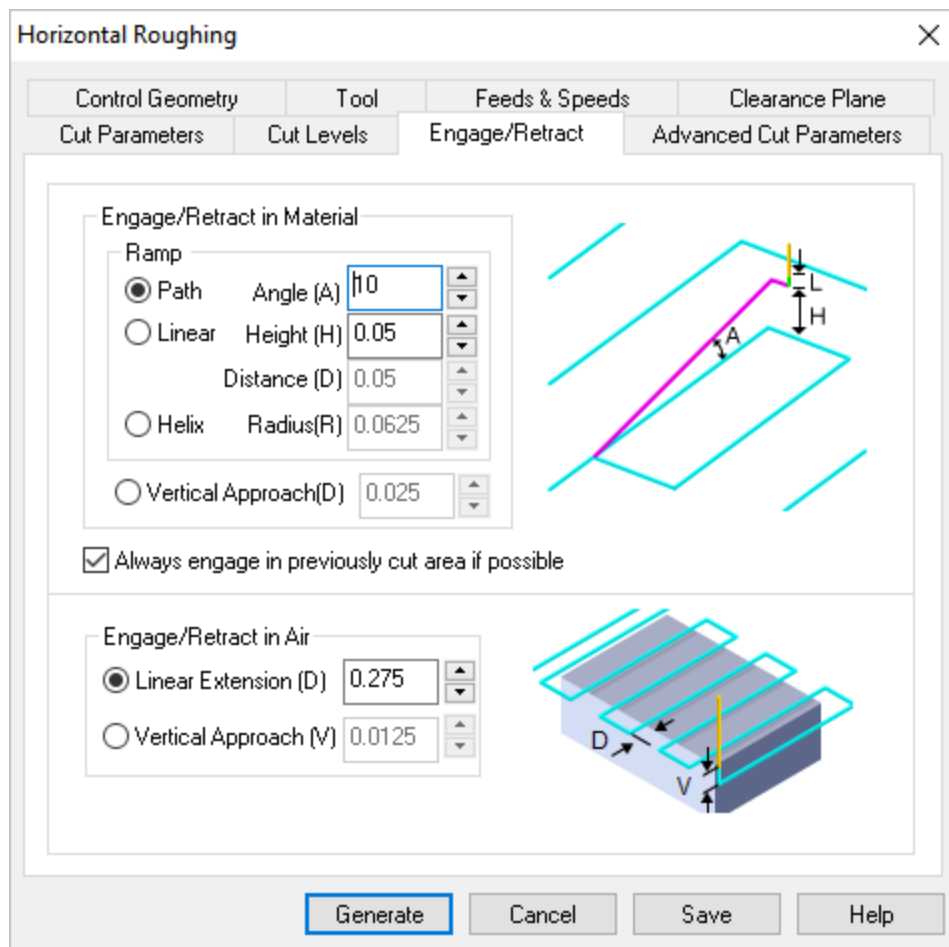 Horizontal Roughing
Control Geometry Tool Feeds & Speeds Clearance Plane
Cut Parameters Cut Levels Engage/Retract Advanced Cut Parameters
Engage/Retract in Material
Ramp
Path Angle (A) 10
Linear Height (H) 0.05
Distance (D) 0.05
Helix Radius(R) 0.0625
Vertical Approach(D) 0.025
L
H
A
Always engage in previously cut area if possible
Engage/Retract in Air
Linear Extension (D) 0.275
Vertical Approach (V) 0.0125
D
V
Generate Cancel Save Help